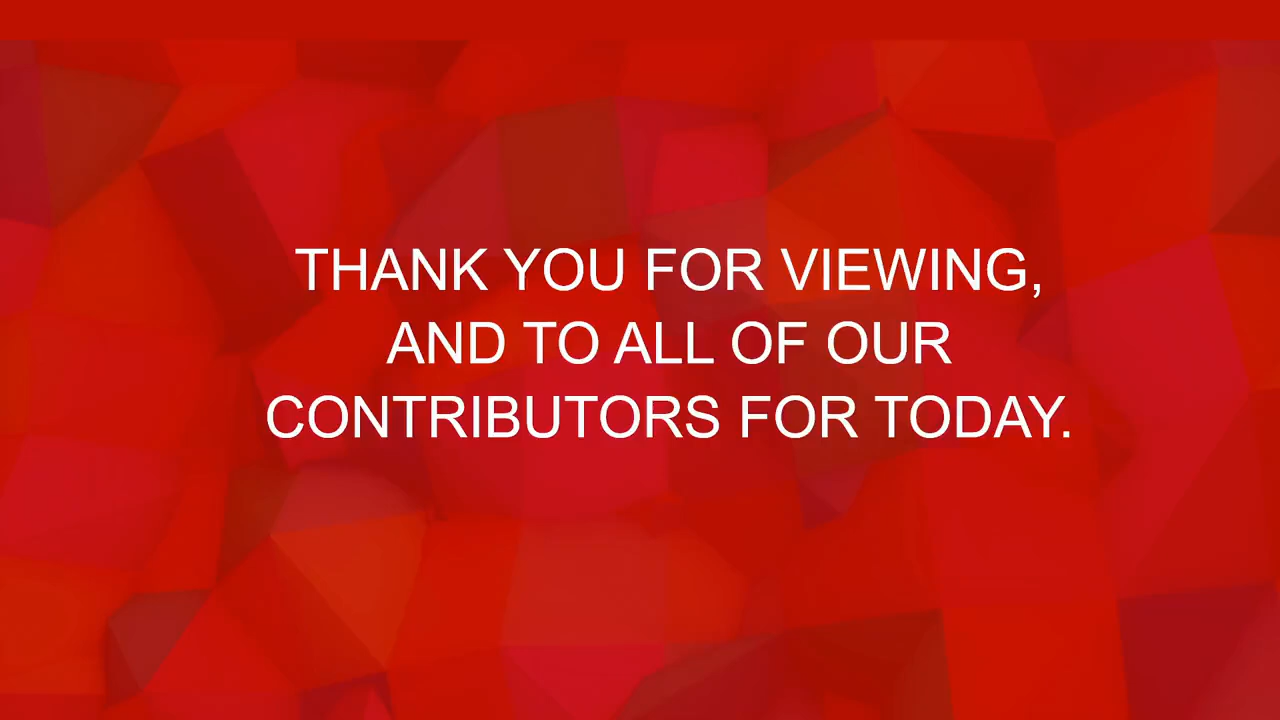 THANK YOU FOR VIEWING,
AND TO ALL OF OUR
CONTRIBUTORS FOR TODAY.